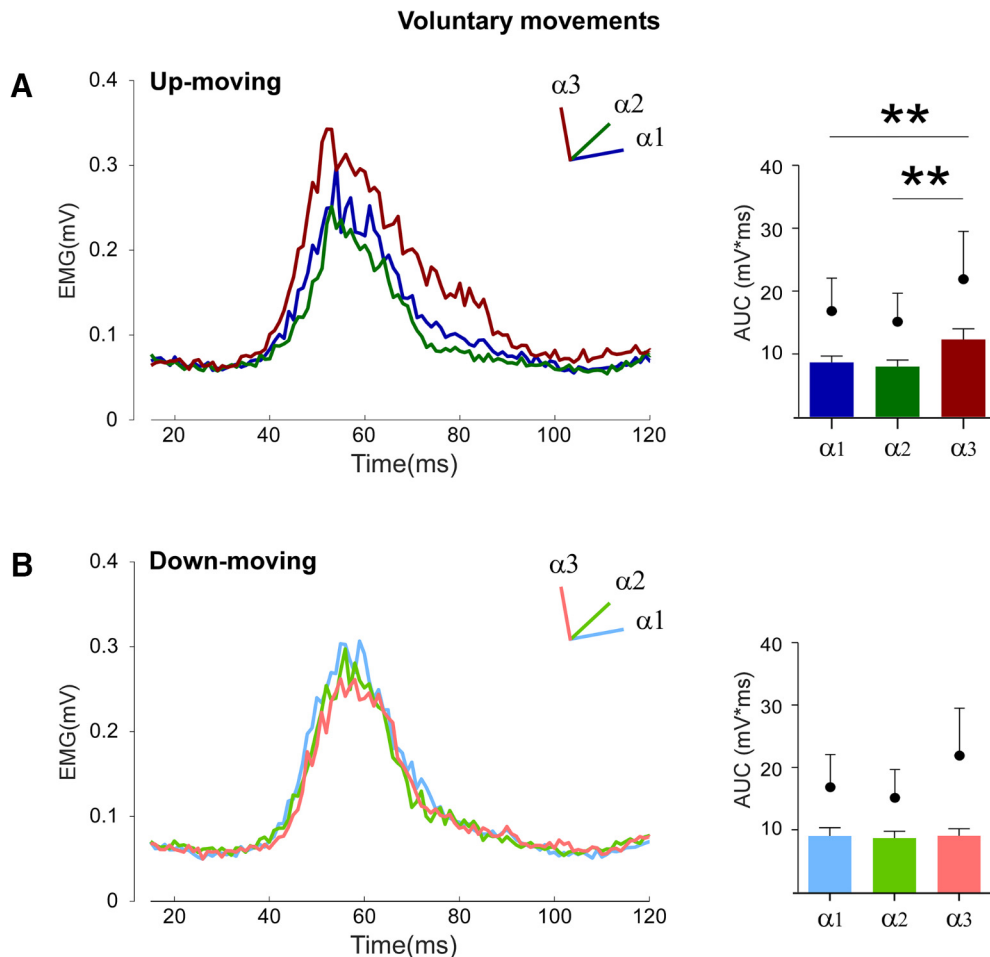 Voluntary movements
A
Up-moving
α3
α2
α1
EMG(mV)
0.4
0.3
0.2
0.1
0
20 40 60 80 100 120
Time(ms)
**
**
AUC (mV*ms)
40
30
20
10
α1 α2 α3
B
Down-moving
α3
α2
α1
EMG(mV)
0.4
0.3
0.2
0.1
0
20 40 60 80 100 120
Time(ms)
AUC (mV*ms)
40
30
20
10
α1 α2 α3